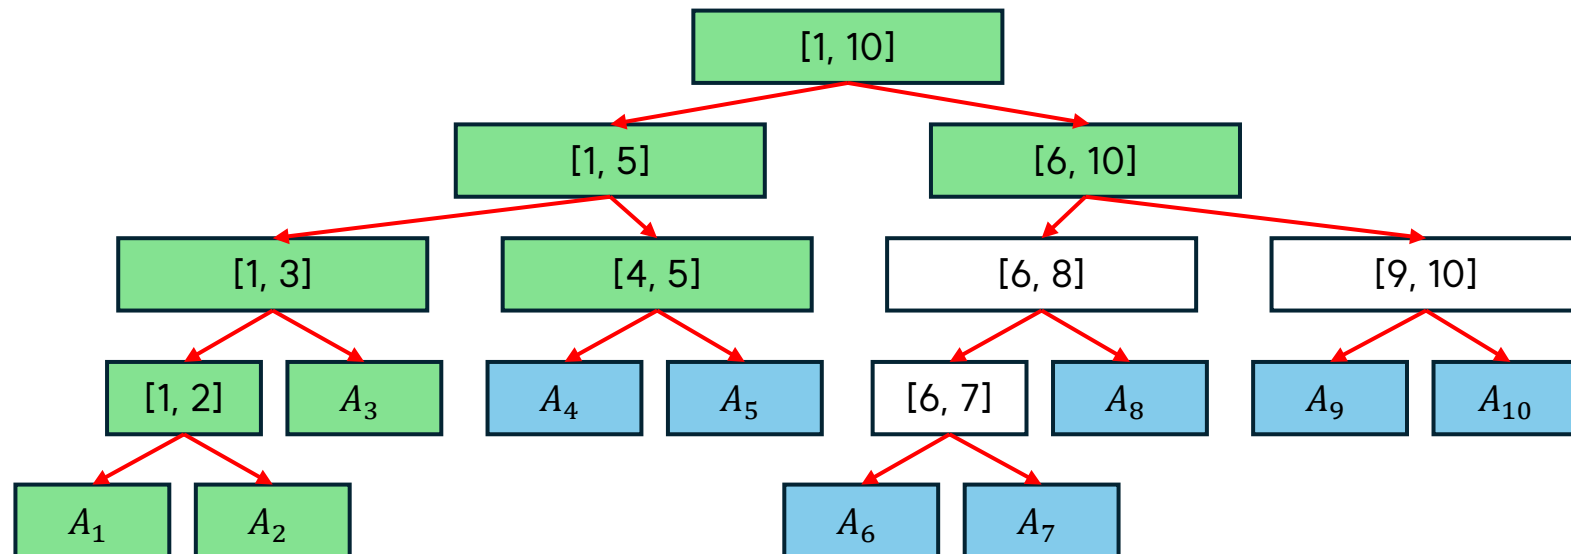 [1, 10]
[1, 5]
[6, 10]
[1, 3]
[4, 5]
[6, 8]
[9, 10]
[1, 2]
A₃
A₄
A₅
[6, 7]
A₈
A₉
A₁₀
A₁
A₂
A₆
A₇